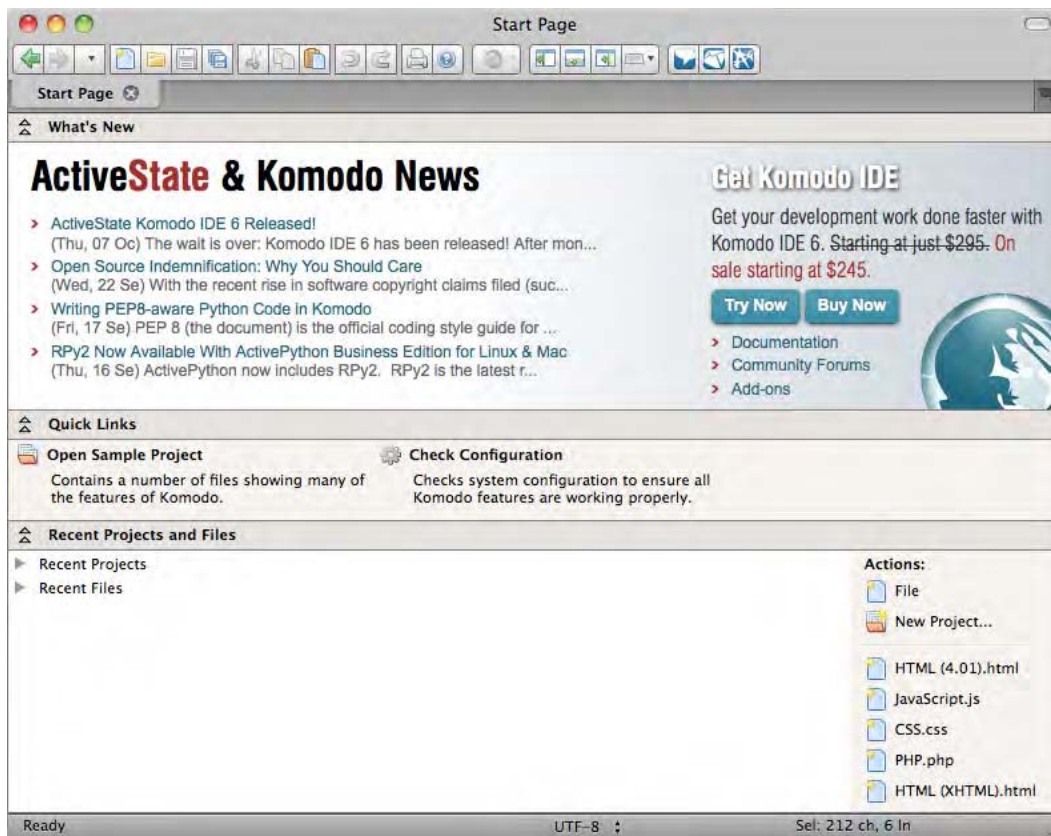 Start Page
Start Page
What's New
ActiveState & Komodo News
ActiveState Komodo IDE 6 Released!
(Thu, 07 Oc) The wait is over: Komodo IDE 6 has been released! After mon...
Open Source Indemnification: Why You Should Care
(Wed, 22 Se) With the recent rise in software copyright claims filed (suc...
Writing PEP8-aware Python Code in Komodo
(Fri, 17 Se) PEP 8 (the document) is the official coding style guide for ...
RPy2 Now Available With ActivePython Business Edition for Linux & Mac
(Thu, 16 Se) ActivePython now includes RPy2. RPy2 is the latest r...
Get Komodo IDE
Get your development work done faster with
Komodo IDE 6. Starting at just $295. On
sale starting at $245.
Try Now Buy Now
Documentation
Community Forums
Add-ons
Quick Links
Open Sample Project
Contains a number of files showing many of
the features of Komodo.
Check Configuration
Checks system configuration to ensure all
Komodo features are working properly.
Recent Projects and Files
Recent Projects
Recent Files
Actions:
File
New Project...
HTML (4.01).html
JavaScript.js
CSS.css
PHP.php
HTML (XHTML).html
Ready UTF-8 Sel: 212 ch, 6 ln